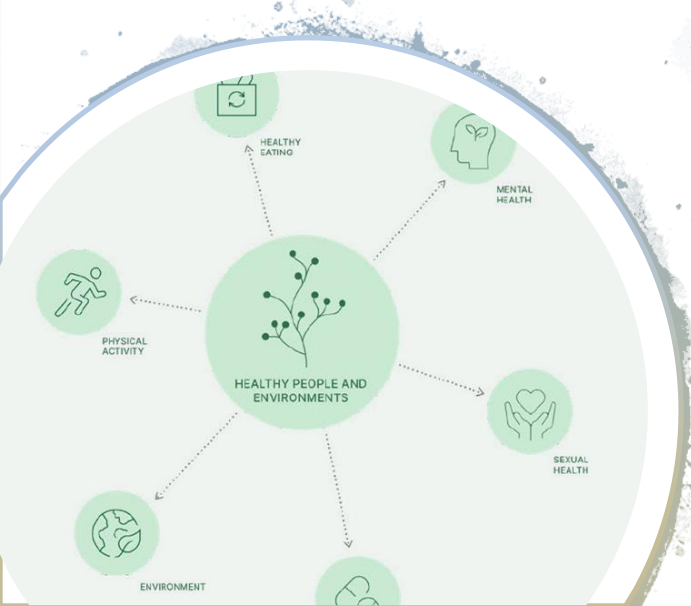 HEALTHY
EATING
MENTAL
HEALTH
PHYSICAL
ACTIVITY
HEALTHY PEOPLE AND
ENVIRONMENTS
SEXUAL
HEALTH
ENVIRONMENT